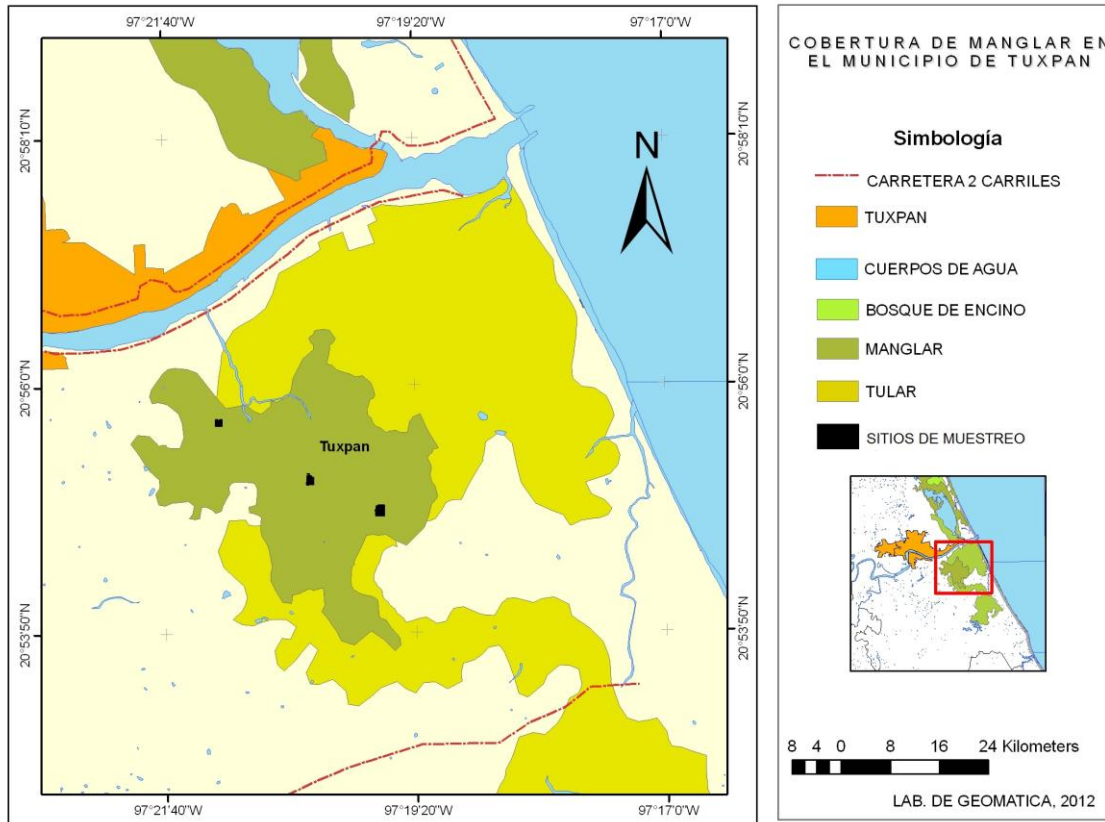 97°21'40"W
97°19'20"W
97°17'0"W
20°58'10"N
20°58'10"N
N
20°56'0"N
20°56'0"N
Tuxpan
20°53'50"N
20°53'50"N
97°21'40"W
97°19'20"W
97°17'0"W
COBERTURA DE MANGLAR EN
EL MUNICIPIO DE TUXPAN
Simbología
CARRETERA 2 CARRILES
TUXPAN
CUERPOS DE AGUA
BOSQUE DE ENCINO
MANGLAR
TULAR
SITIOS DE MUESTREO
8 4 0 8 16 24 Kilometers
LAB. DE GEOMATICA, 2012